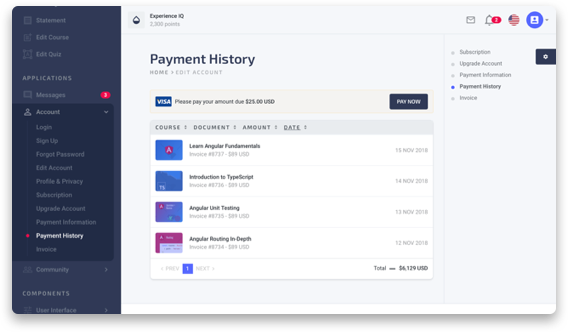 Statement
Edit Course
Edit Quiz
APPLICATIONS
Messages 2
Account
Login
Sign Up
Forgot Password
Edit Account
Profile & Privacy
Subscription
Upgrade Account
Payment Information
Payment History
Invoice
Community
COMPONENTS
User Interface
Experience IQ
2,300 points
2
Payment History
HOME > EDIT ACCOUNT
VISA Please pay your amount due $25.00 USD PAY NOW
COURSE DOCUMENT AMOUNT DATE
Learn Angular Fundamentals
Invoice #8737 - $89 USD
15 NOV 2018
Introduction to TypeScript
Invoice #8736 - $89 USD
14 NOV 2018
Angular Unit Testing
Invoice #8735 - $89 USD
13 NOV 2018
Angular Routing In-Depth
Invoice #8734 - $89 USD
12 NOV 2018
< PREV 1 NEXT >
Total — $6,129 USD
Subscription
Upgrade Account
Payment Information
Payment History
Invoice